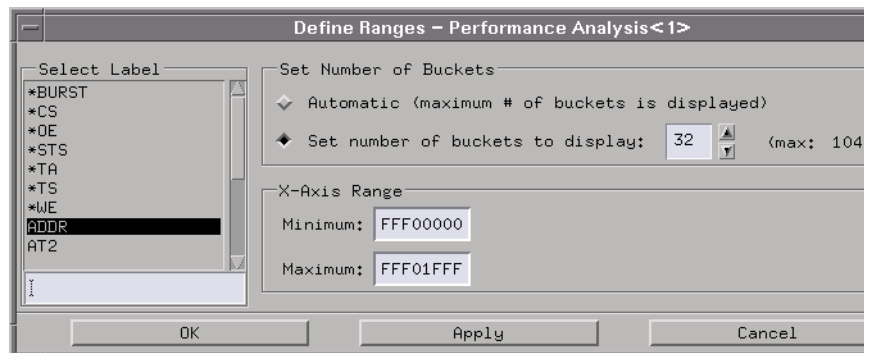 Define Ranges – Performance Analysis<1>
Select Label
*BURST
*CS
*OE
*STS
*TA
*TS
*WE
ADDR
AT2
Set Number of Buckets
Automatic (maximum # of buckets is displayed)
Set number of buckets to display: 32 (max: 104
X-Axis Range
Minimum: FFF00000
Maximum: FFF01FFF
OK Apply Cancel